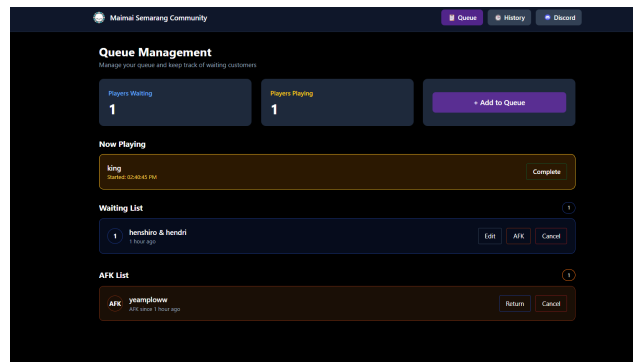 Maimai Semarang Community
Queue
History
Discord
Queue Management
Manage your queue and keep track of waiting customers
Players Waiting
1
Players Playing
1
+ Add to Queue
Now Playing
king
Started: 02:40:45 PM
Complete
Waiting List
1
1
henshiro & hendri
1 hour ago
Edit
AFK
Cancel
AFK List
1
AFK
yeamploww
AFK since 1 hour ago
Return
Cancel